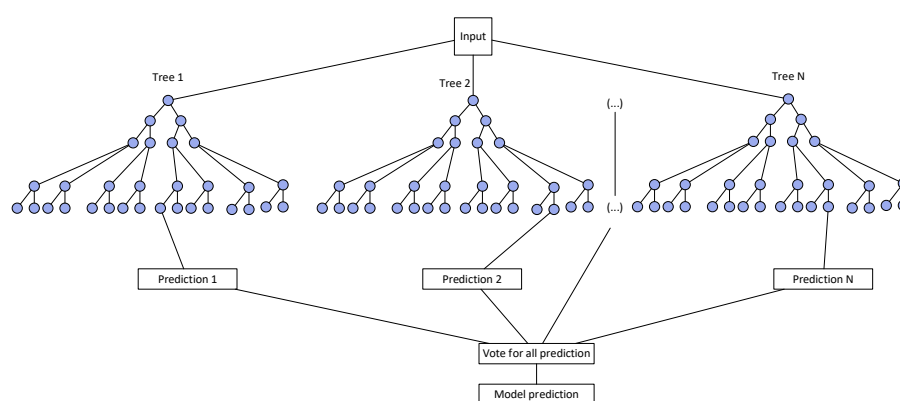 Input
Tree 1
Tree 2
Tree N
(...)
(...)
Prediction 1
Prediction 2
Prediction N
Vote for all prediction
Model prediction